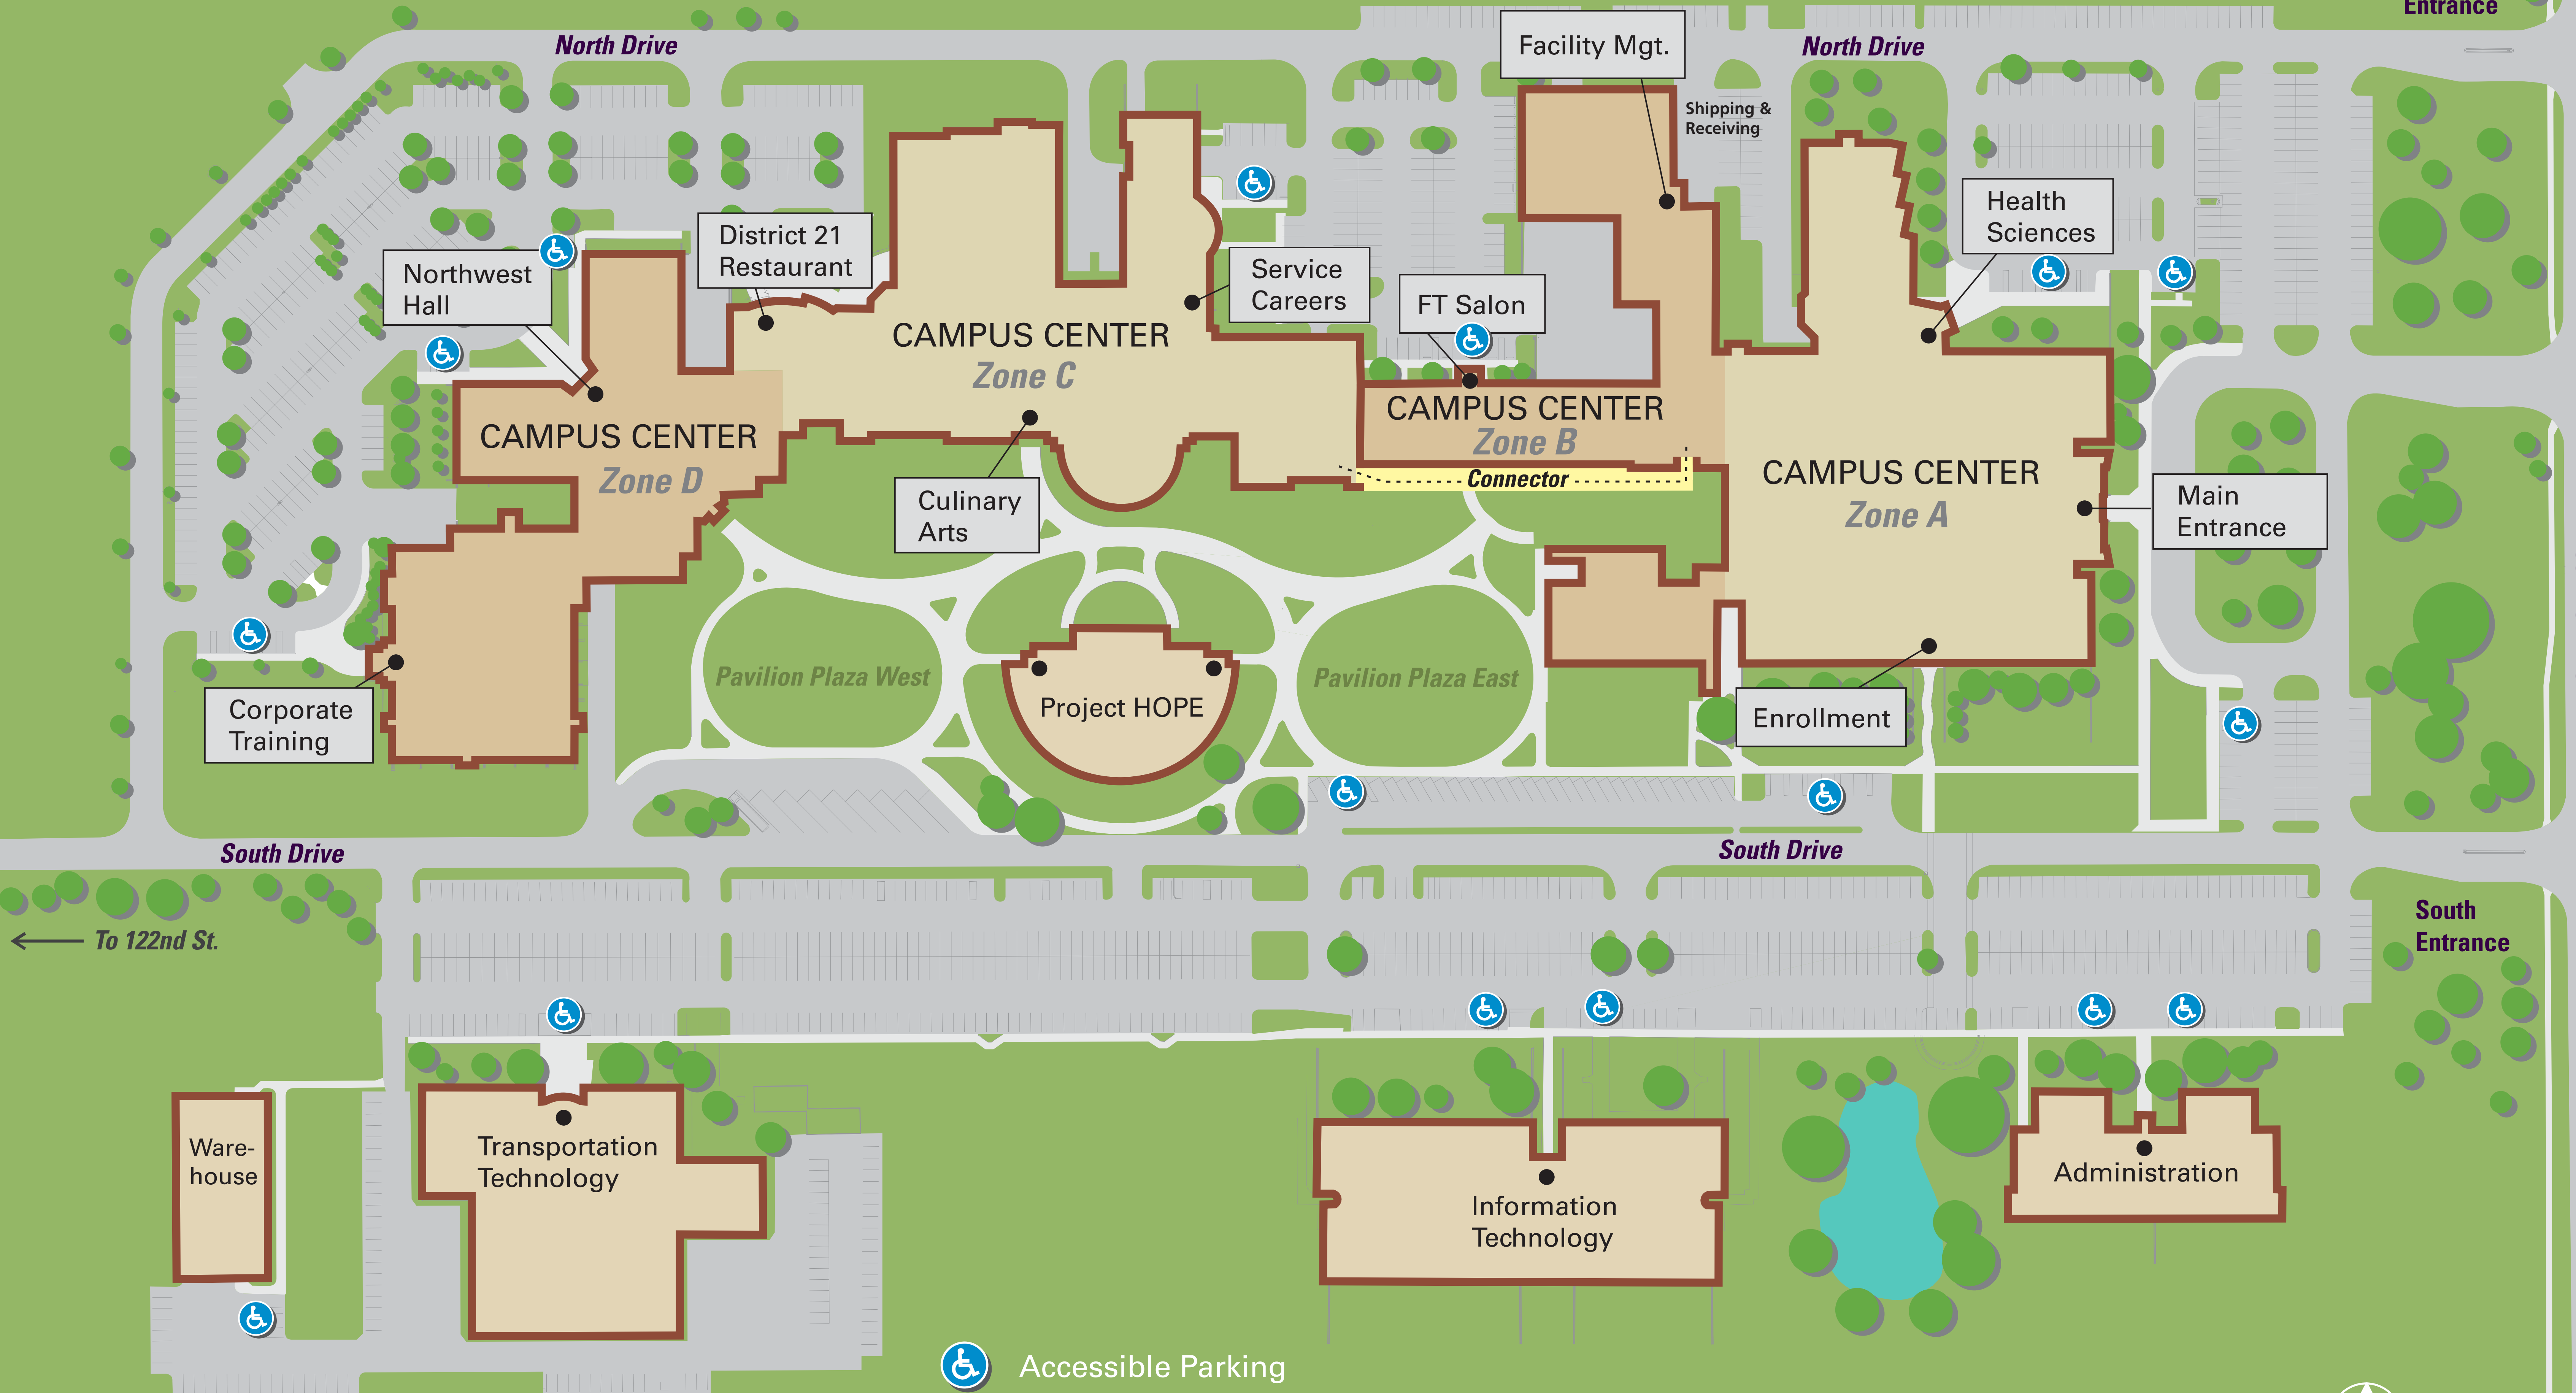 Entrance
North Drive
North Drive
Facility Mgt.
Shipping &
Receiving
Health
Sciences
District 21
Restaurant
Northwest
Hall
Service
Careers
FT Salon
CAMPUS CENTER
Zone C
CAMPUS CENTER
Zone B
CAMPUS CENTER
Zone D
Connector
CAMPUS CENTER
Zone A
Main
Entrance
Culinary
Arts
Pavilion Plaza West
Pavilion Plaza East
Project HOPE
Corporate
Training
Enrollment
South Drive
South Drive
South
Entrance
To 122nd St.
Ware-
house
Transportation
Technology
Information
Technology
Administration
Accessible Parking